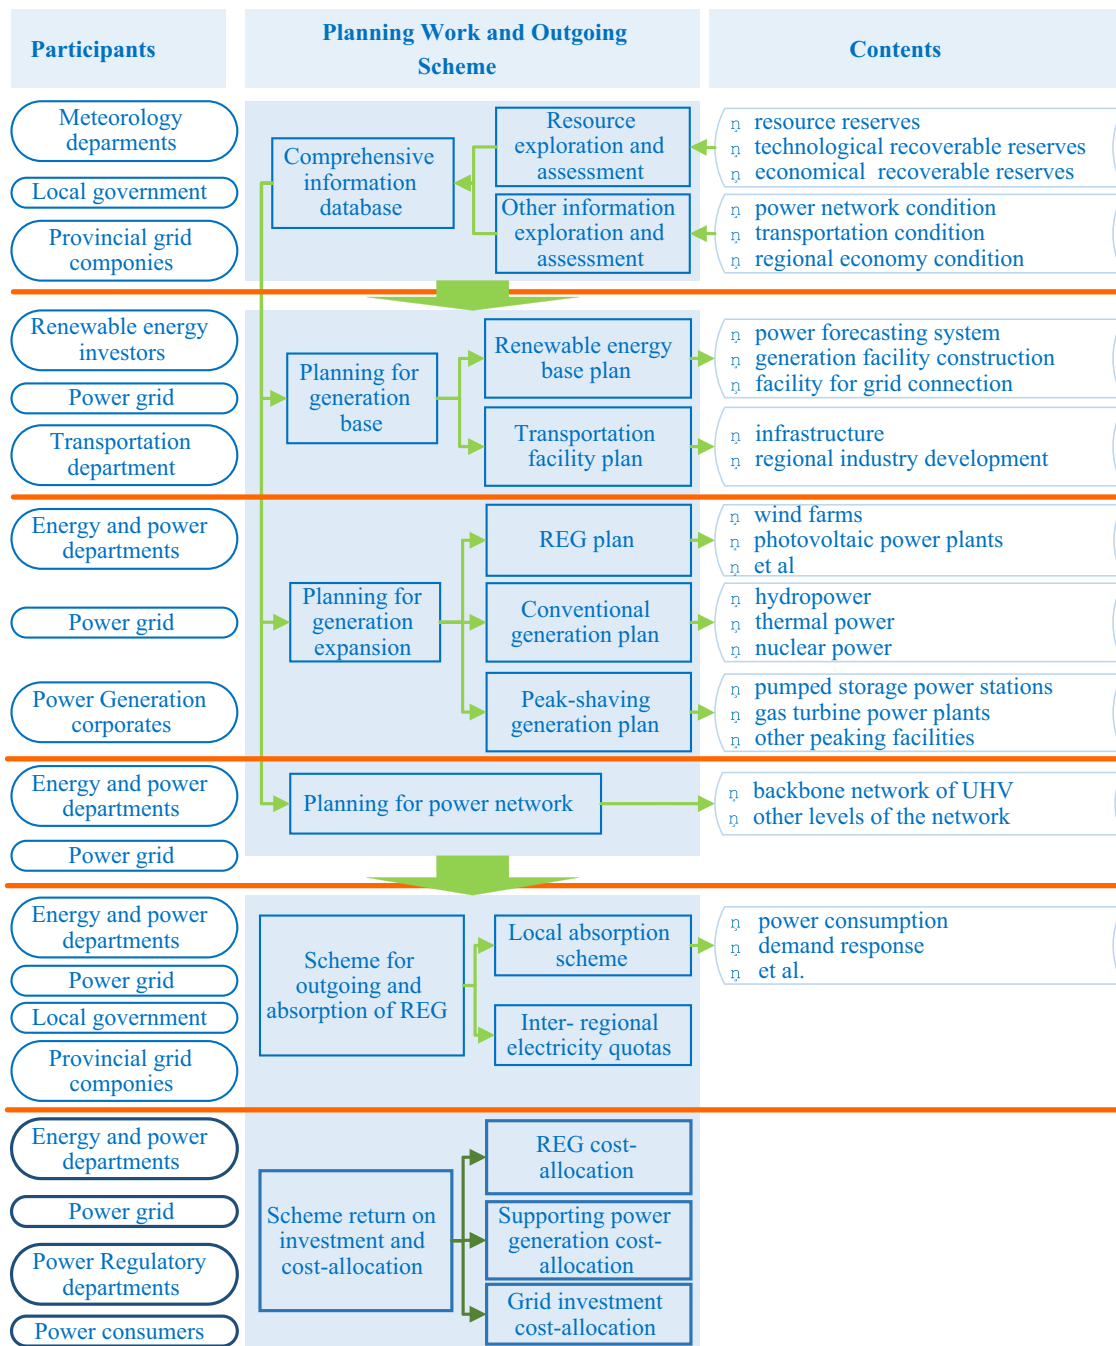 Participants
Planning Work and Outgoing
Scheme
Contents
Meteorology
deparments
Local government
Provincial grid
componies
Comprehensive
information
database
Resource
exploration and
assessment
Other information
exploration and
assessment
resource reserves
technological recoverable reserves
economical recoverable reserves
power network condition
transportation condition
regional economy condition
Renewable energy
investors
Power grid
Transportation
department
Planning for
generation
base
Renewable energy
base plan
Transportation
facility plan
power forecasting system
generation facility construction
facility for grid connection
infrastructure
regional industry development
Energy and power
departments
Power grid
Power Generation
corporates
Planning for
generation
expansion
REG plan
Conventional
generation plan
Peak-shaving
generation plan
wind farms
photovoltaic power plants
et al
hydropower
thermal power
nuclear power
pumped storage power stations
gas turbine power plants
other peaking facilities
Energy and power
departments
Power grid
Planning for power network
backbone network of UHV
other levels of the network
Energy and power
departments
Power grid
Local government
Provincial grid
componies
Scheme for
outgoing and
absorption of REG
Local absorption
scheme
Inter- regional
electricity quotas
power consumption
demand response
et al.
Energy and power
departments
Power grid
Power Regulatory
departments
Power consumers
Scheme return on
investment and
cost-allocation
REG cost-
allocation
Supporting power
generation cost-
allocation
Grid investment
cost-allocation